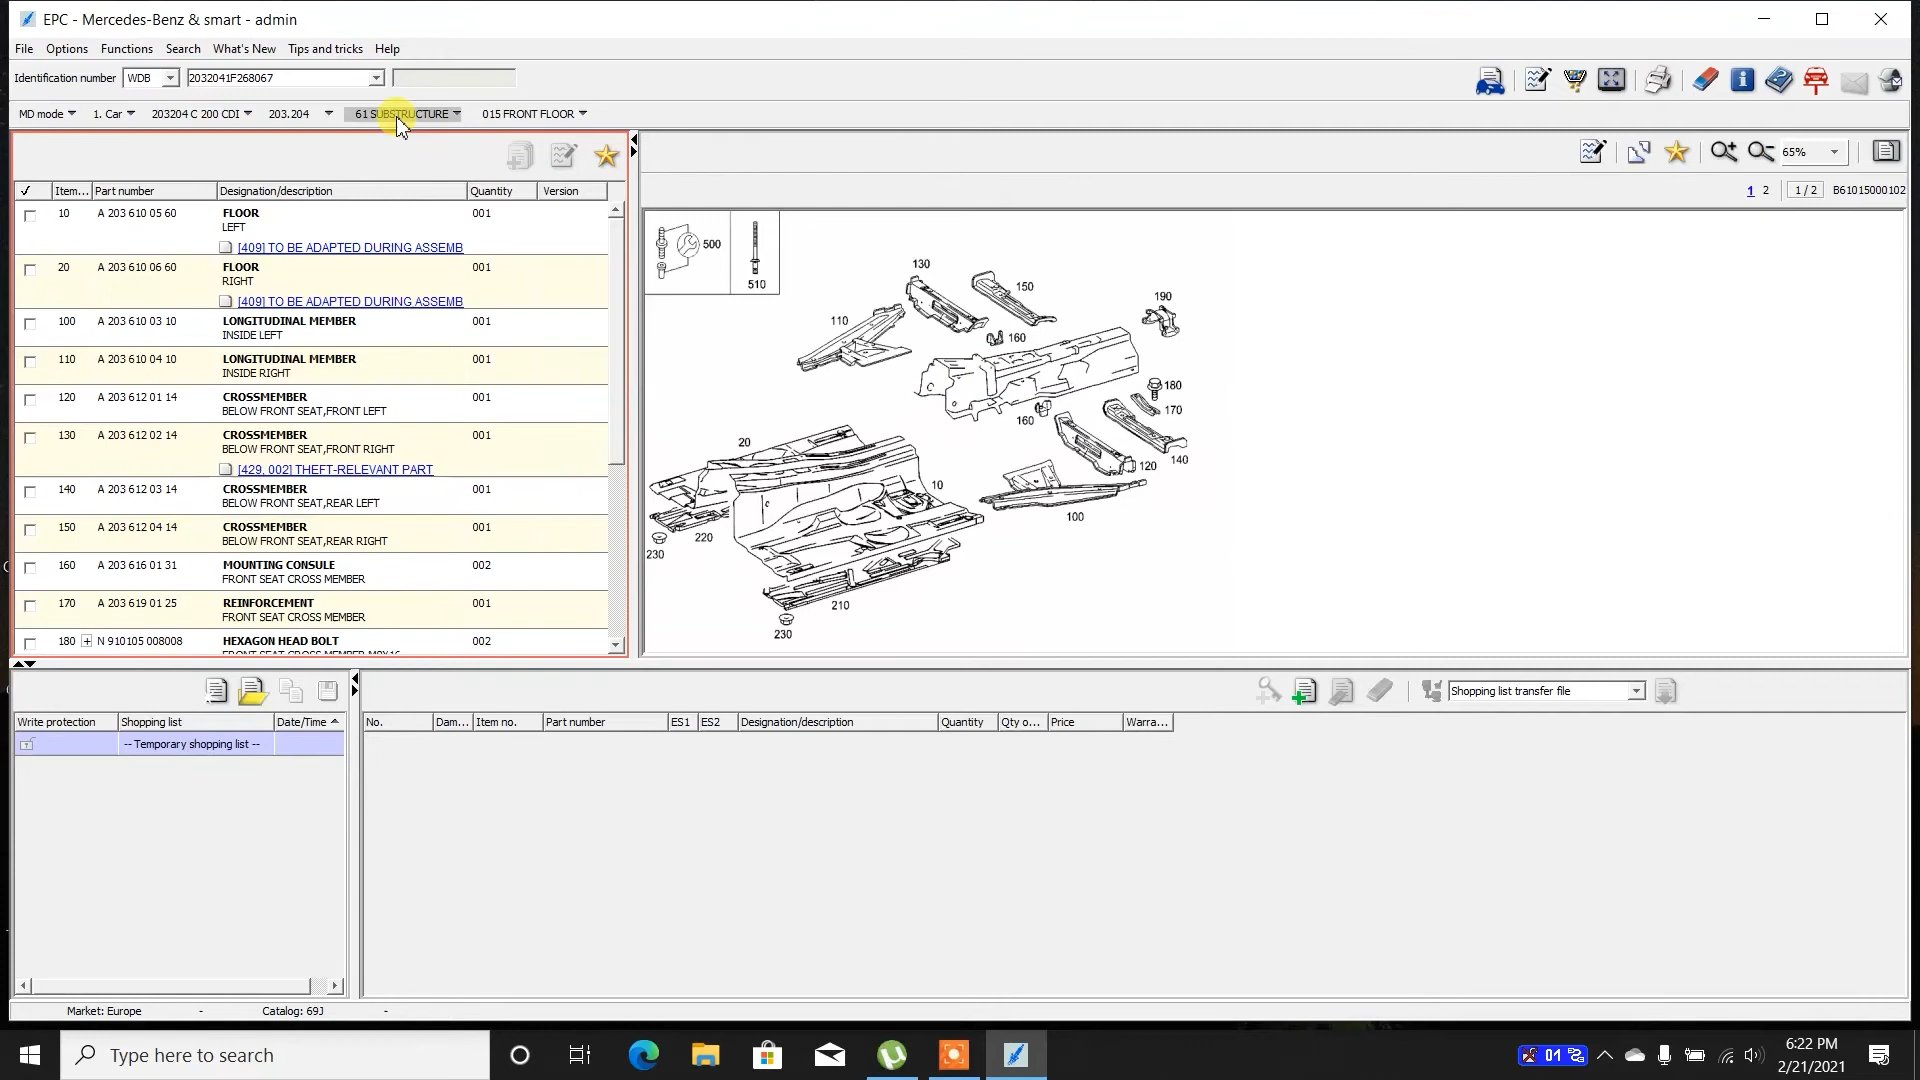 EPC - Mercedes-Benz & smart - admin
File Options Functions Search What's New Tips and tricks Help
Identification number WDB 2032041F268067
MD mode 1. Car 203204 C 200 CDI 203.204 61 SUBSTRUCTURE 015 FRONT FLOOR
65%
Item... Part number Designation/description Quantity Version
1 2 1 / 2 B61015000102
10 A 203 610 05 60 FLOOR 001
LEFT
[409] TO BE ADAPTED DURING ASSEMB
20 A 203 610 06 60 FLOOR 001
RIGHT
[409] TO BE ADAPTED DURING ASSEMB
100 A 203 610 03 10 LONGITUDINAL MEMBER 001
INSIDE LEFT
110 A 203 610 04 10 LONGITUDINAL MEMBER 001
INSIDE RIGHT
120 A 203 612 01 14 CROSSMEMBER 001
BELOW FRONT SEAT,FRONT LEFT
130 A 203 612 02 14 CROSSMEMBER 001
BELOW FRONT SEAT,FRONT RIGHT
[429, 002] THEFT-RELEVANT PART
140 A 203 612 03 14 CROSSMEMBER 001
BELOW FRONT SEAT,REAR LEFT
150 A 203 612 04 14 CROSSMEMBER 001
BELOW FRONT SEAT,REAR RIGHT
160 A 203 616 01 31 MOUNTING CONSULE 002
FRONT SEAT CROSS MEMBER
170 A 203 619 01 25 REINFORCEMENT 001
FRONT SEAT CROSS MEMBER
180 N 910105 008008 HEXAGON HEAD BOLT 002
FRONT SEAT CROSS MEMBER M8X16
500
510
130
150
190
110
160
180
170
160
20
120
140
10
100
220
230
210
230
Shopping list transfer file
Write protection Shopping list Date/Time
-- Temporary shopping list --
No. Dam... Item no. Part number ES1 ES2 Designation/description Quantity Qty o... Price Warra...
Market: Europe - Catalog: 69J -
Type here to search
01
6:22 PM
2/21/2021